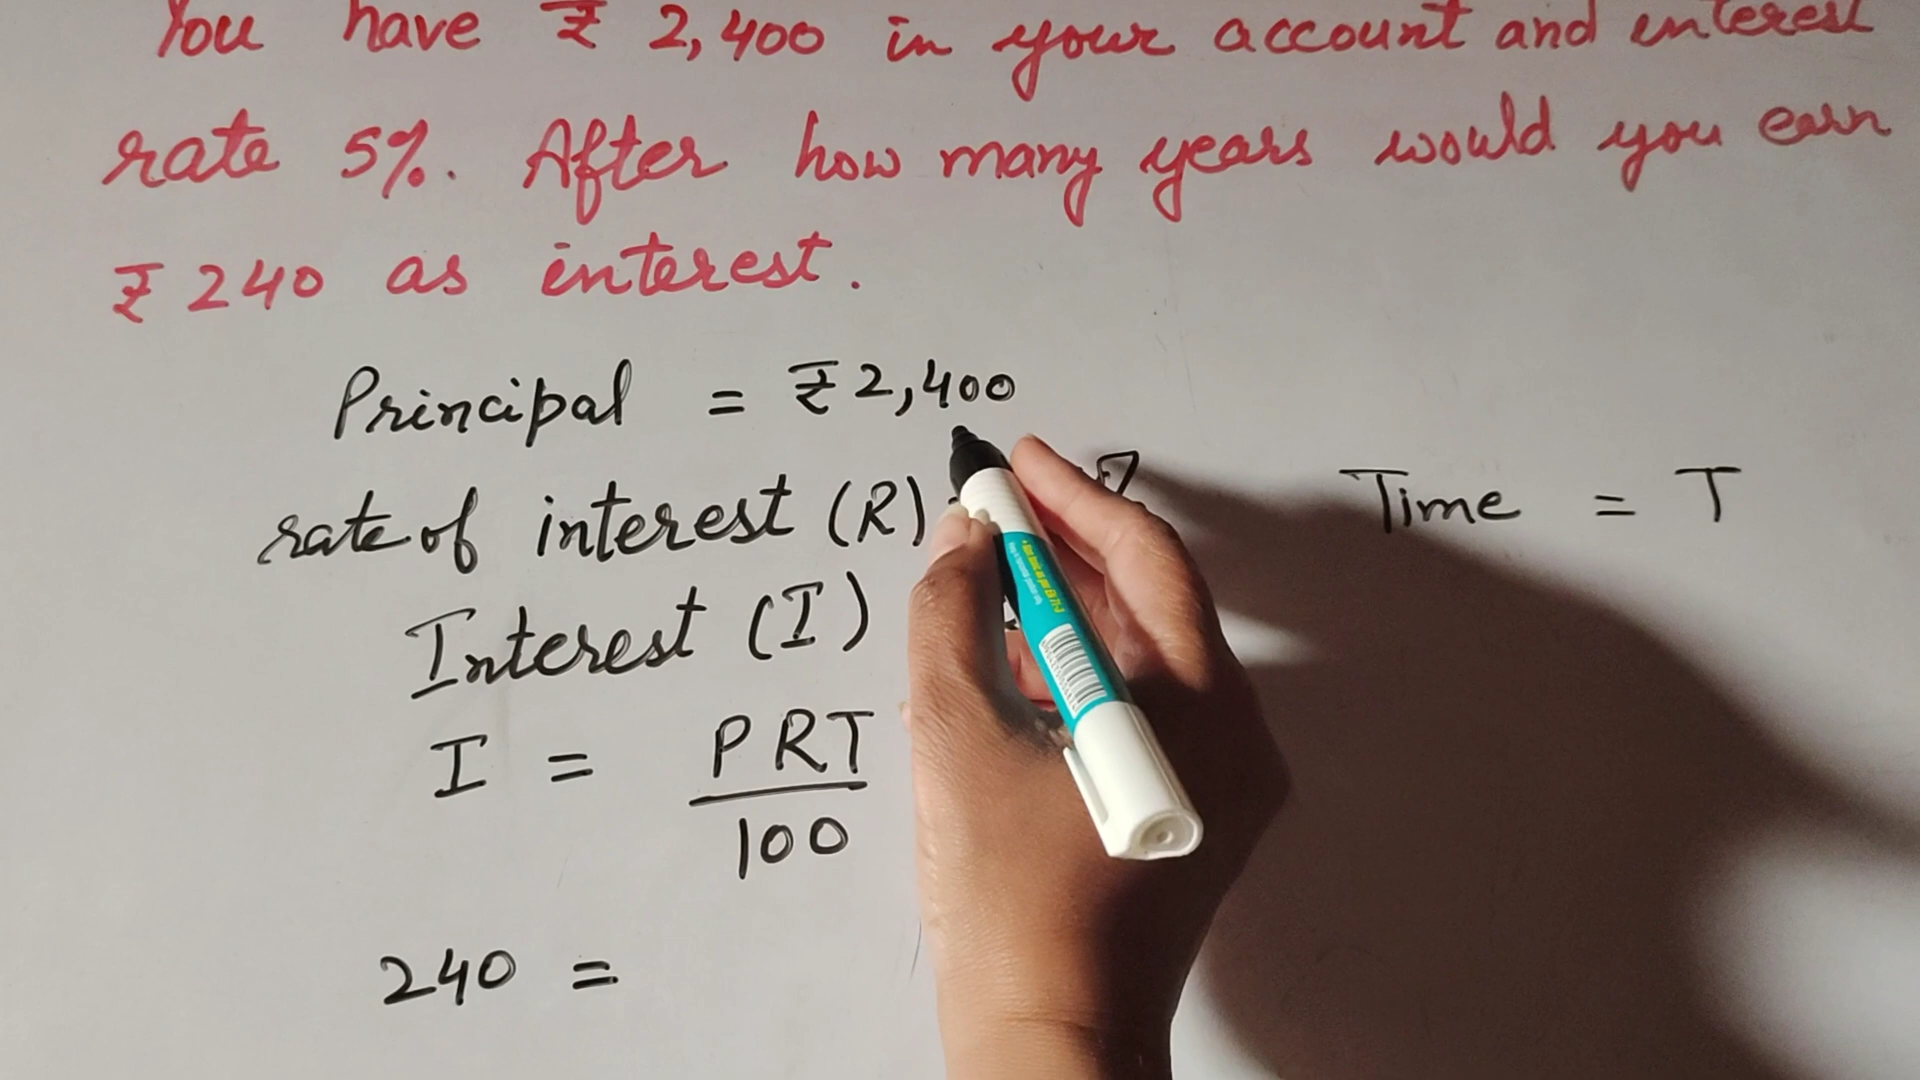 You have ₹ 2,400 in your account and interest
rate 5%. After how many years would you earn
₹ 240 as interest.
Principal = ₹ 2,400
rate of interest (R)
Time = T
Interest (I)
I = PRT
100
240 =